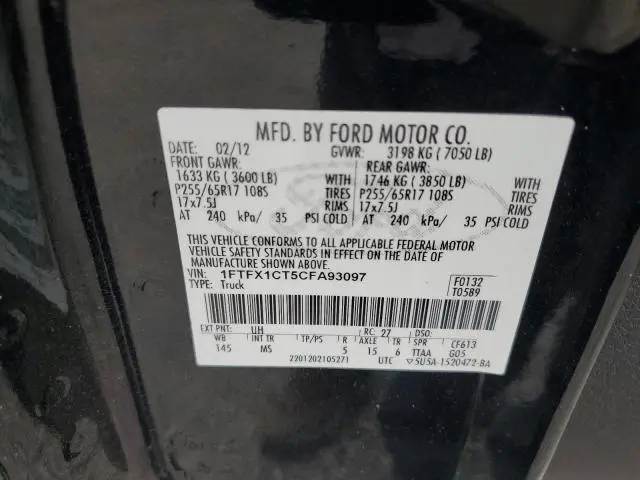 MFD. BY FORD MOTOR CO.
DATE: 02/12 GVWR: 3198 KG ( 7050 LB)
FRONT GAWR: REAR GAWR:
1633 KG ( 3600 LB) WITH 1746 KG ( 3850 LB) WITH
P255/65R17 108S TIRES P255/65R17 108S TIRES
17x7.5J RIMS 17x7.5J RIMS
AT 240 kPa/ 35 PSI COLD AT 240 kPa/ 35 PSI COLD
THIS VEHICLE CONFORMS TO ALL APPLICABLE FEDERAL MOTOR
VEHICLE SAFETY STANDARDS IN EFFECT ON THE DATE OF
MANUFACTURE SHOWN ABOVE.
VIN: 1FTFX1CT5CFA93097 F0132
TYPE: Truck T0589
EXT PNT: UH RC: 27 DSO:
WB INT TR TP/PS R AXLE TR SPR CF613
145 MS 5 15 6 TTAA G05
2201202105271 UTC ▽5U5A-1520472-BA